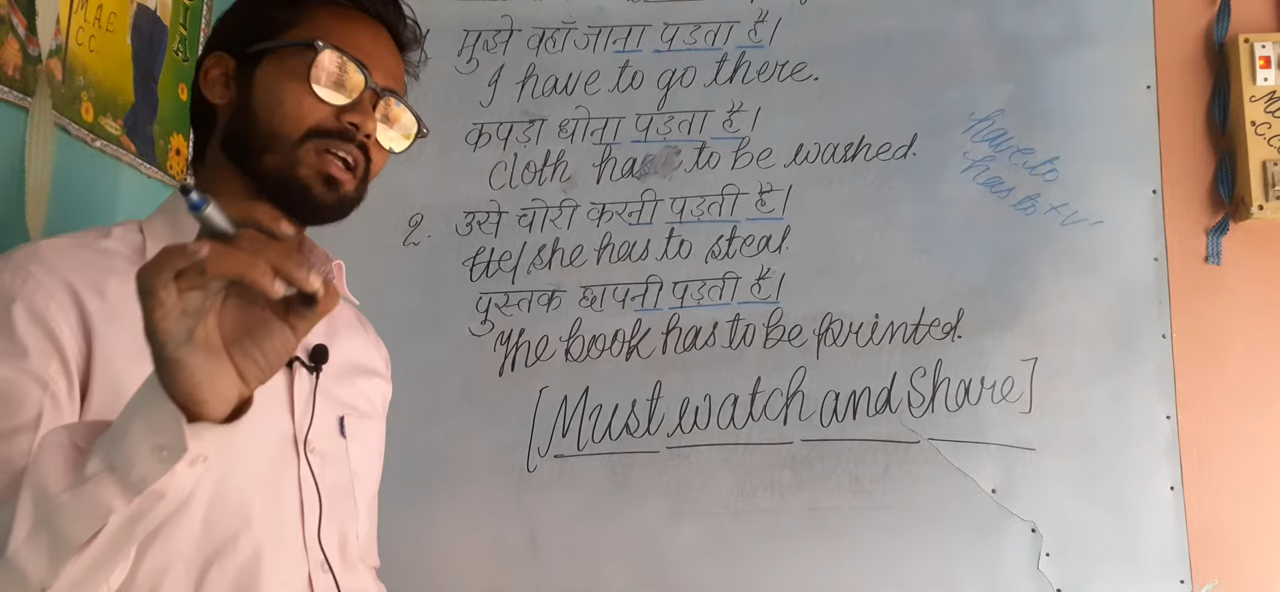 M.A.E
C.C.
मुझे वहाँ जाना पड़ता है।
I have to go there.
कपड़ा धोना पड़ता है।
cloth has to be washed.
2. उसे चोरी करनी पड़ती है।
He/she has to steal.
पुस्तक छापनी पड़ती है।
The book has to be printed.
[Must watch and Share]
have to
has to + V¹